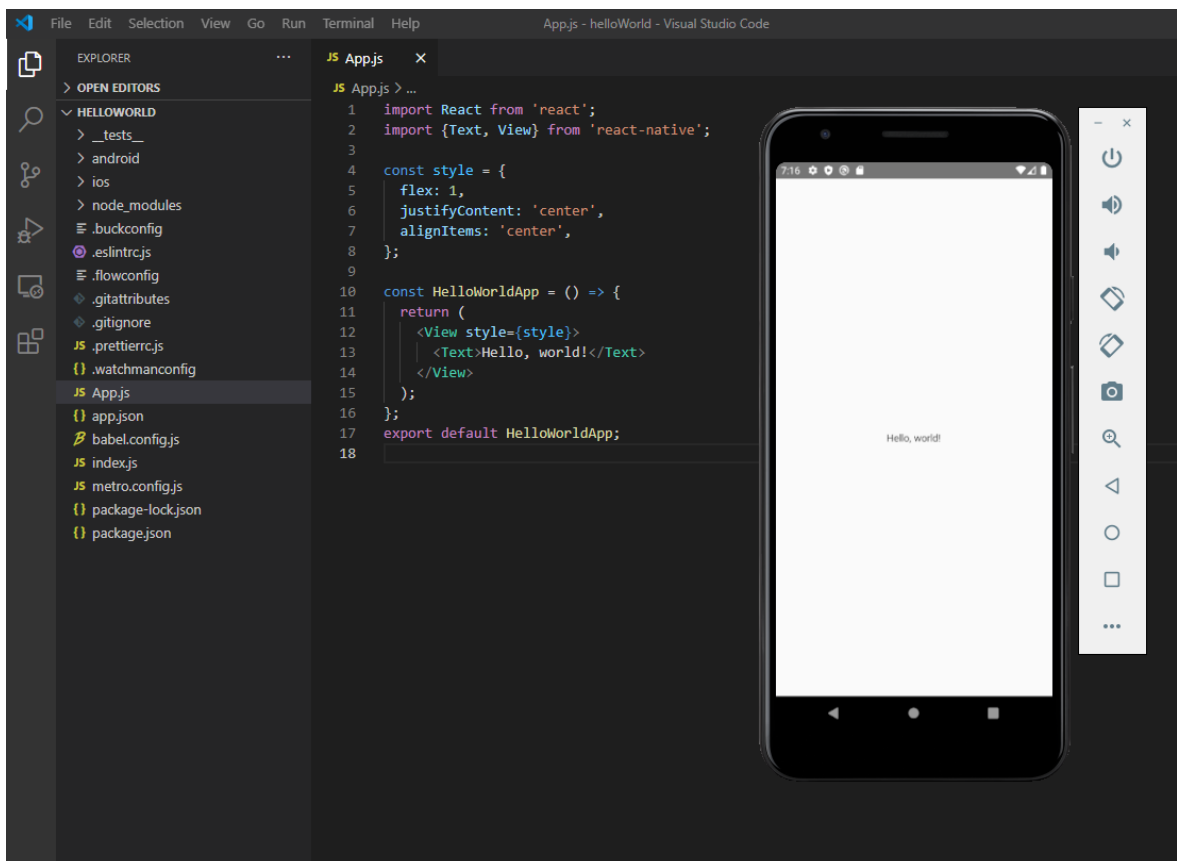 File Edit Selection View Go Run Terminal Help App.js - helloWorld - Visual Studio Code
EXPLORER
OPEN EDITORS
HELLOWORLD
__tests__
android
ios
node_modules
.buckconfig
.eslintrc.js
.flowconfig
.gitattributes
.gitignore
JS .prettierrc.js
{} .watchmanconfig
JS App.js
{} app.json
babel.config.js
JS index.js
JS metro.config.js
{} package-lock.json
{} package.json
JS App.js
JS App.js > ...
1 import React from 'react';
2 import {Text, View} from 'react-native';
3
4 const style = {
5 flex: 1,
6 justifyContent: 'center',
7 alignItems: 'center',
8 };
9
10 const HelloWorldApp = () => {
11 return (
12 <View style={style}>
13 <Text>Hello, world!</Text>
14 </View>
15 );
16 };
17 export default HelloWorldApp;
18
7:16
Hello, world!